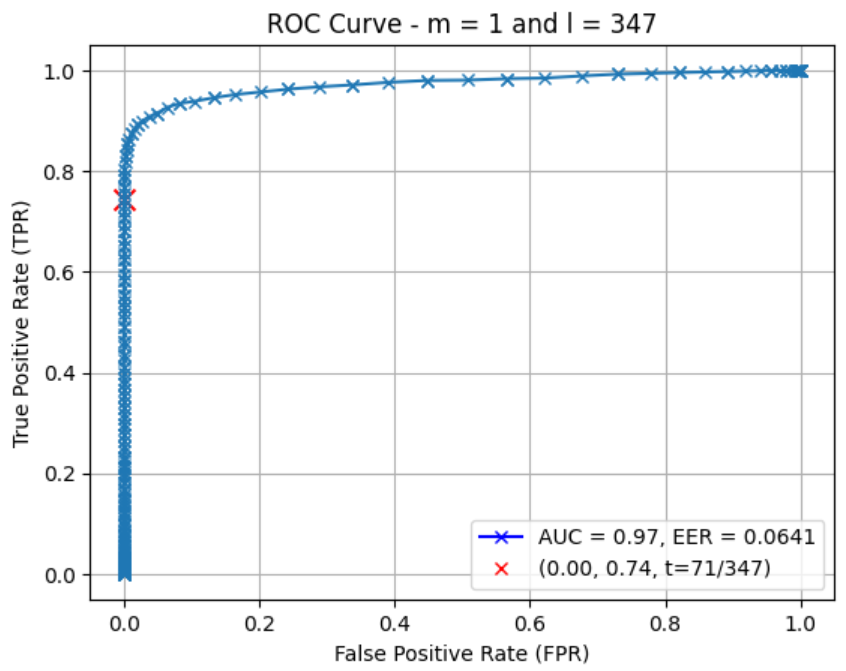 ROC Curve - m = 1 and l = 347
True Positive Rate (TPR)
1.0
0.8
0.6
0.4
0.2
0.0
AUC = 0.97, EER = 0.0641
(0.00, 0.74, t=71/347)
0.0 0.2 0.4 0.6 0.8 1.0
False Positive Rate (FPR)